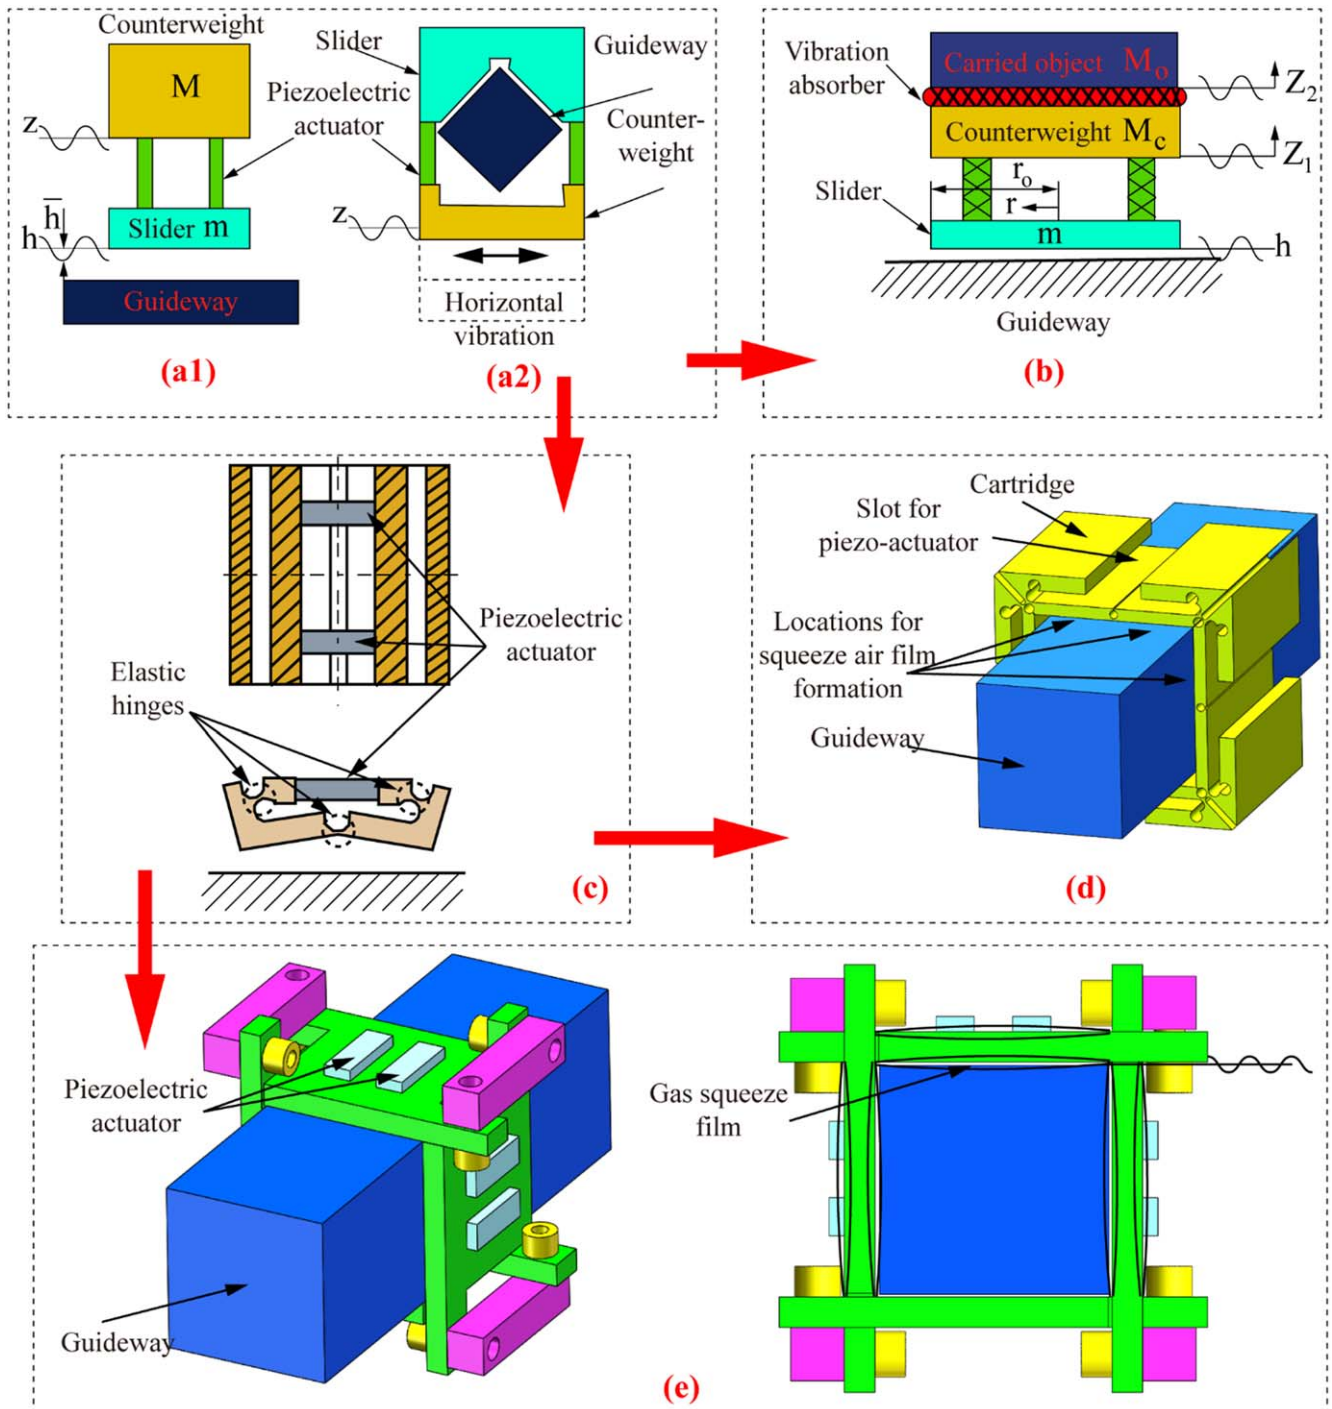 Counterweight
M
z
Piezoelectric
actuator
h̅
h
Slider m
Guideway
(a1)
Slider
Guideway
Counter-
weight
z
Horizontal
vibration
(a2)
Vibration
absorber
Carried object Mo
Z2
Counterweight Mc
Z1
Slider
ro
r
m
h
Guideway
(b)
Piezoelectric
actuator
Elastic
hinges
(c)
Cartridge
Slot for
piezo-actuator
Locations for
squeeze air film
formation
Guideway
(d)
Piezoelectric
actuator
Guideway
Gas squeeze
film
(e)